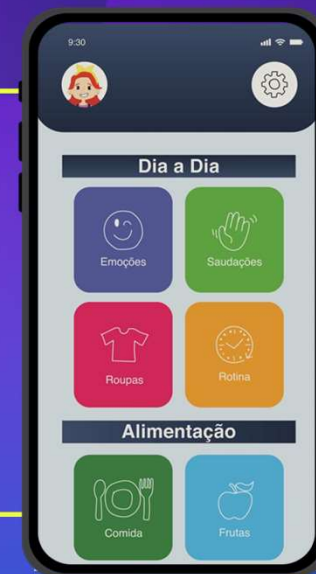 9:30
Dia a Dia
Emoções
Saudações
Roupas
Rotina
Alimentação
Comida
Frutas